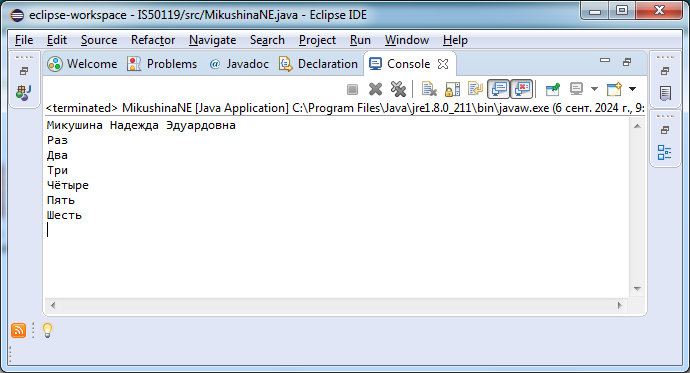 eclipse-workspace - IS50119/src/MikushinaNE.java - Eclipse IDE
File Edit Source Refactor Navigate Search Project Run Window Help
Welcome Problems @ Javadoc Declaration Console
<terminated> MikushinaNE [Java Application] C:\Program Files\Java\jre1.8.0_211\bin\javaw.exe (6 сент. 2024 г., 9:
Микушина Надежда Эдуардовна
Раз
Два
Три
Чётыре
Пять
Шесть